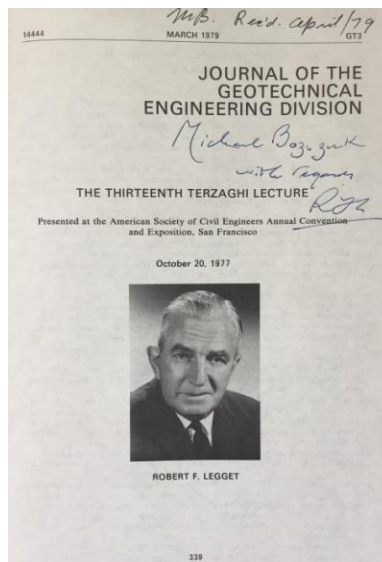 MB. Rec'd. april/79
14444 MARCH 1979 GT3
JOURNAL OF THE
GEOTECHNICAL
ENGINEERING DIVISION
Michael Bozozuk
with regards
RFL
THE THIRTEENTH TERZAGHI LECTURE
Presented at the American Society of Civil Engineers Annual Convention
and Exposition, San Francisco
October 20, 1977
ROBERT F. LEGGET
339